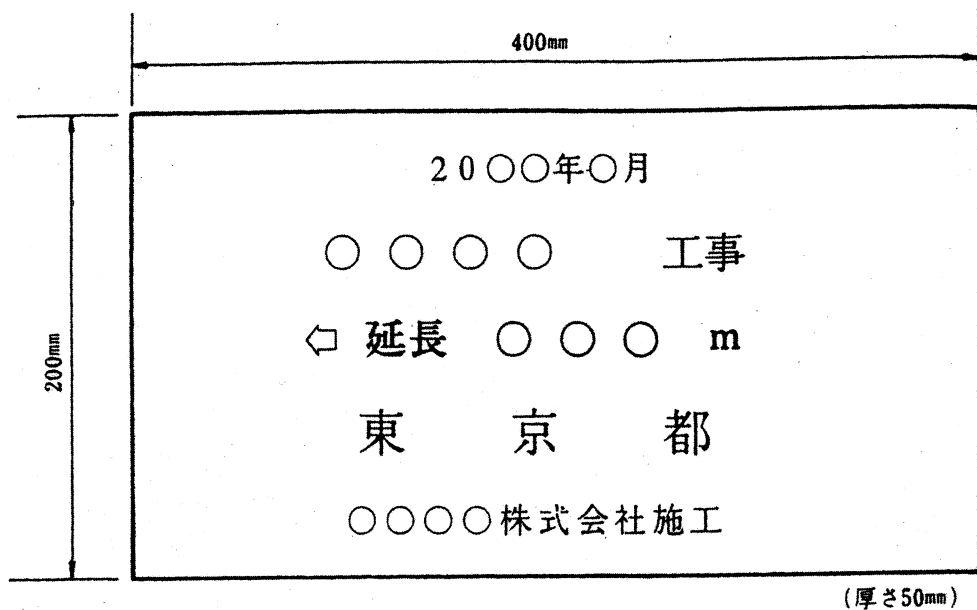 400mm
200mm
20○○年○月
○○○○ 工事
⇦ 延長 ○○○ m
東京都
○○○○株式会社施工
(厚さ50mm)